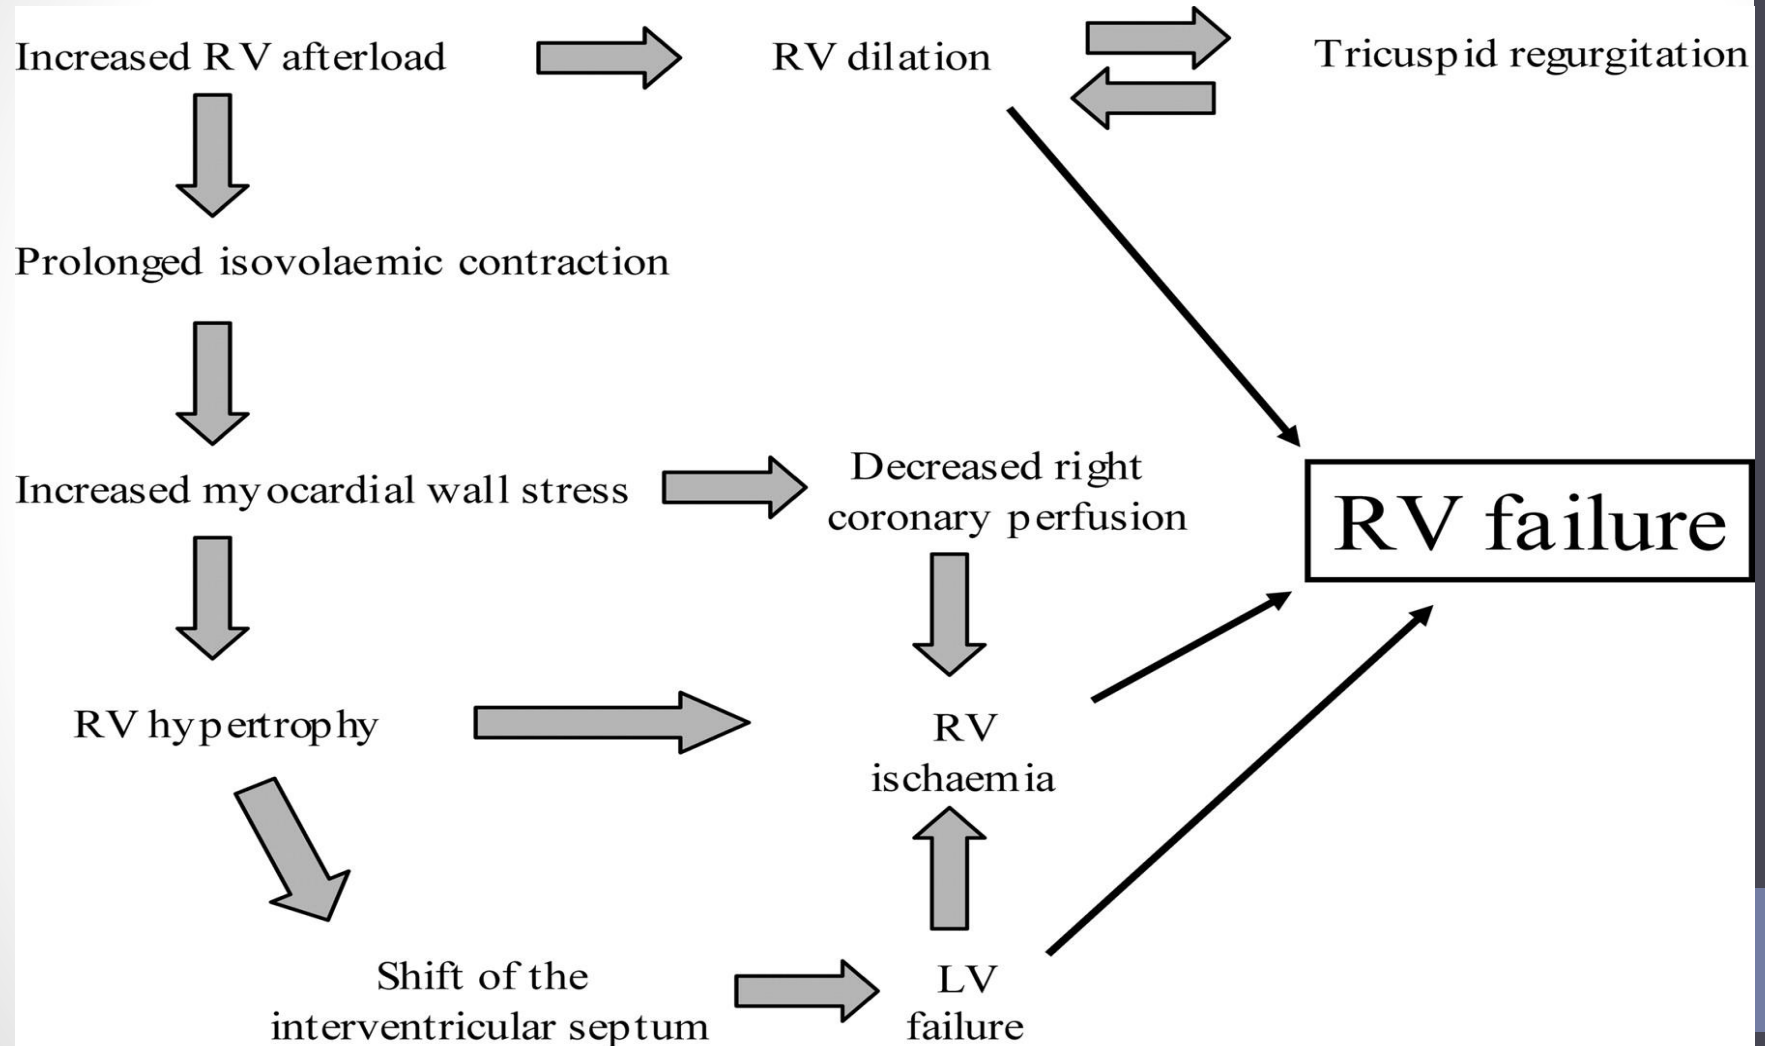 Increased RV afterload
RV dilation
Tricuspid regurgitation
Prolonged isovolaemic contraction
Increased myocardial wall stress
Decreased right
coronary perfusion
RV failure
RV hypertrophy
RV
ischaemia
Shift of the
interventricular septum
LV
failure